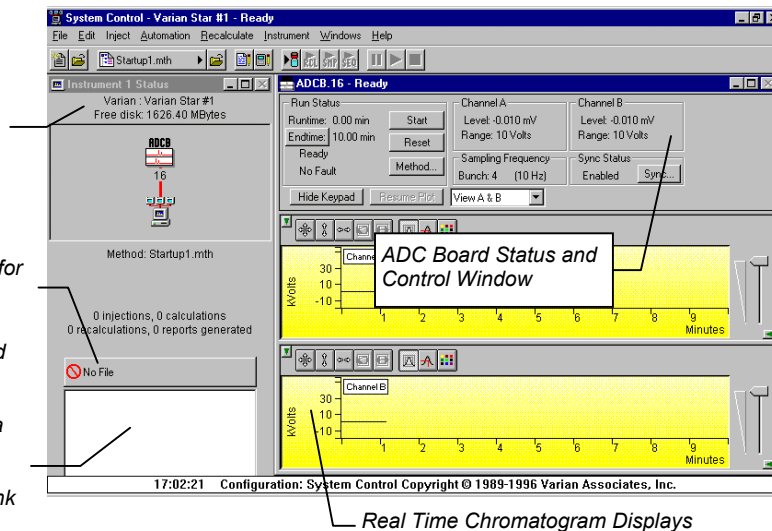 System Control - Varian Star #1 - Ready
File Edit Inject Automation Recalculate Instrument Windows Help
Startup1.mth
RCL SMP SEQ
Instrument 1 Status
Varian : Varian Star #1
Free disk: 1626.40 MBytes
ADCB
16
Method: Startup1.mth
for
0 injections, 0 calculations
0 recalculations, 0 reports generated
d
No File
a
nk
ADCB.16 - Ready
Run Status
Runtime: 0.00 min Start
Endtime: 10.00 min Reset
Ready
No Fault Method...
Channel A
Level: -0.010 mV
Range: 10 Volts
Channel B
Level: -0.010 mV
Range: 10 Volts
Sampling Frequency
Bunch: 4 (10 Hz)
Sync Status
Enabled Sync...
Hide Keypad Resume Plot View A & B
Channe
ADC Board Status and
Control Window
kVolts
30
10
-10
1 2 3 4 5 6 7 8 9
Minutes
Channel B
kVolts
30
10
-10
1 2 3 4 5 6 7 8 9
Minutes
17:02:21 Configuration: System Control Copyright © 1989-1996 Varian Associates, Inc.
Real Time Chromatogram Displays